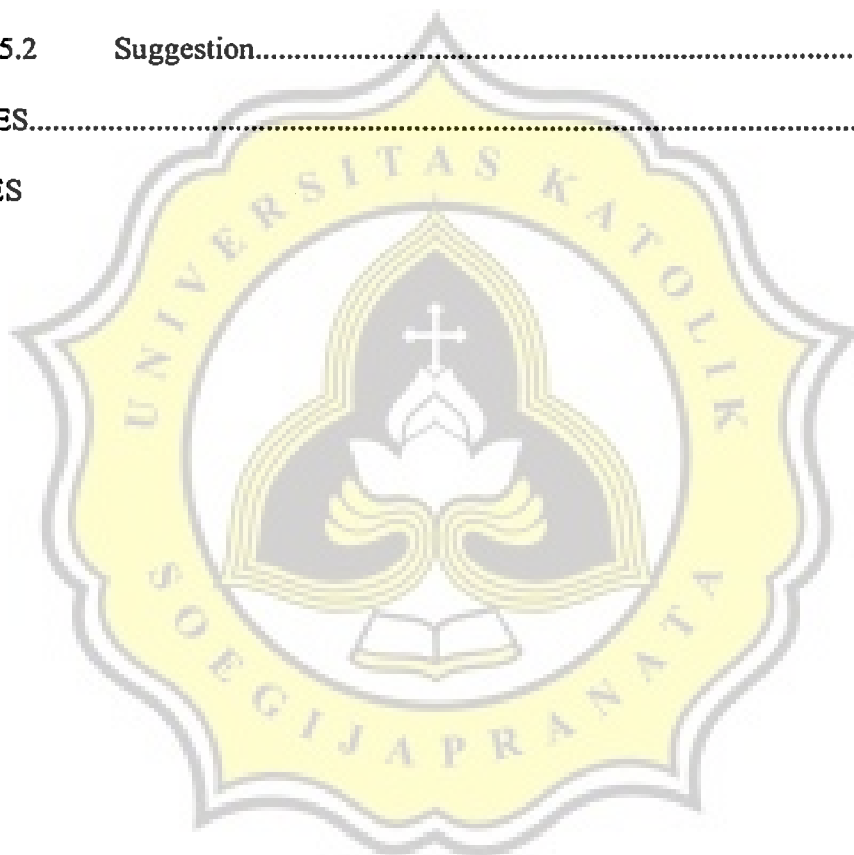 5.2 Suggestion..............................................................................
ES..............................................................................................................
ES
UNIVERSITAS KATOLIK
SOEGIJAPRANATA